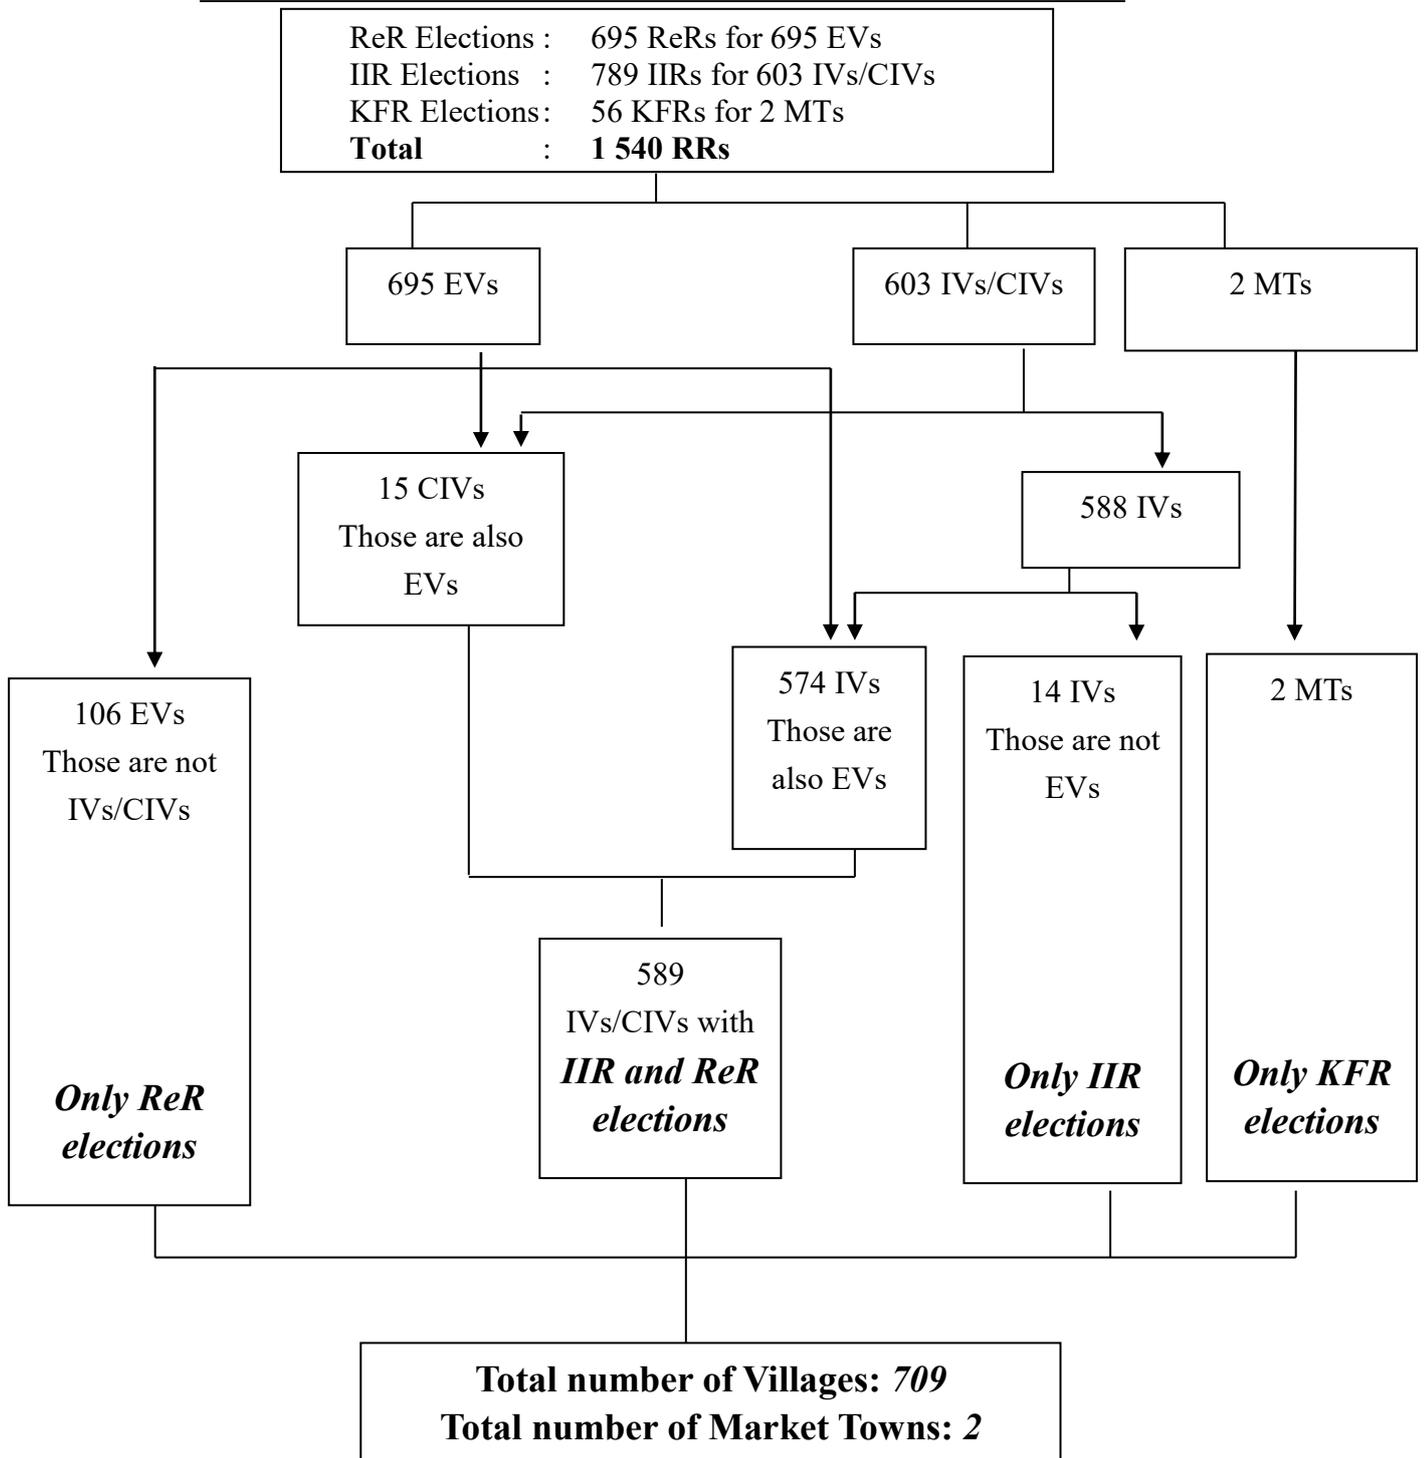 ReR Elections : 695 ReRs for 695 EVs
IIR Elections : 789 IIRs for 603 IVs/CIVs
KFR Elections : 56 KFRs for 2 MTs
Total : 1 540 RRs
695 EVs
603 IVs/CIVs
2 MTs
15 CIVs
Those are also
EVs
588 IVs
106 EVs
Those are not
IVs/CIVs
Only ReR
elections
574 IVs
Those are
also EVs
14 IVs
Those are not
EVs
Only IIR
elections
2 MTs
Only KFR
elections
589
IVs/CIVs with
IIR and ReR
elections
Total number of Villages: 709
Total number of Market Towns: 2